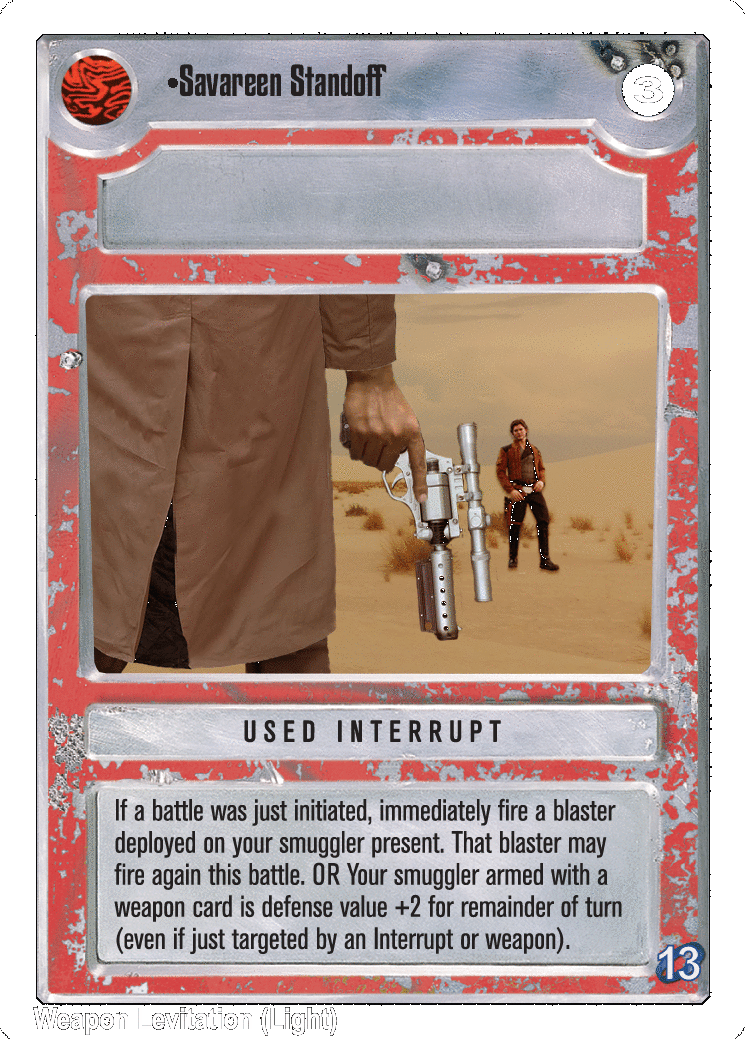 •Savareen Standoff
3
USED INTERRUPT
If a battle was just initiated, immediately fire a blaster
deployed on your smuggler present. That blaster may
fire again this battle. OR Your smuggler armed with a
weapon card is defense value +2 for remainder of turn
(even if just targeted by an Interrupt or weapon).
13
Weapon Levitation (Light)